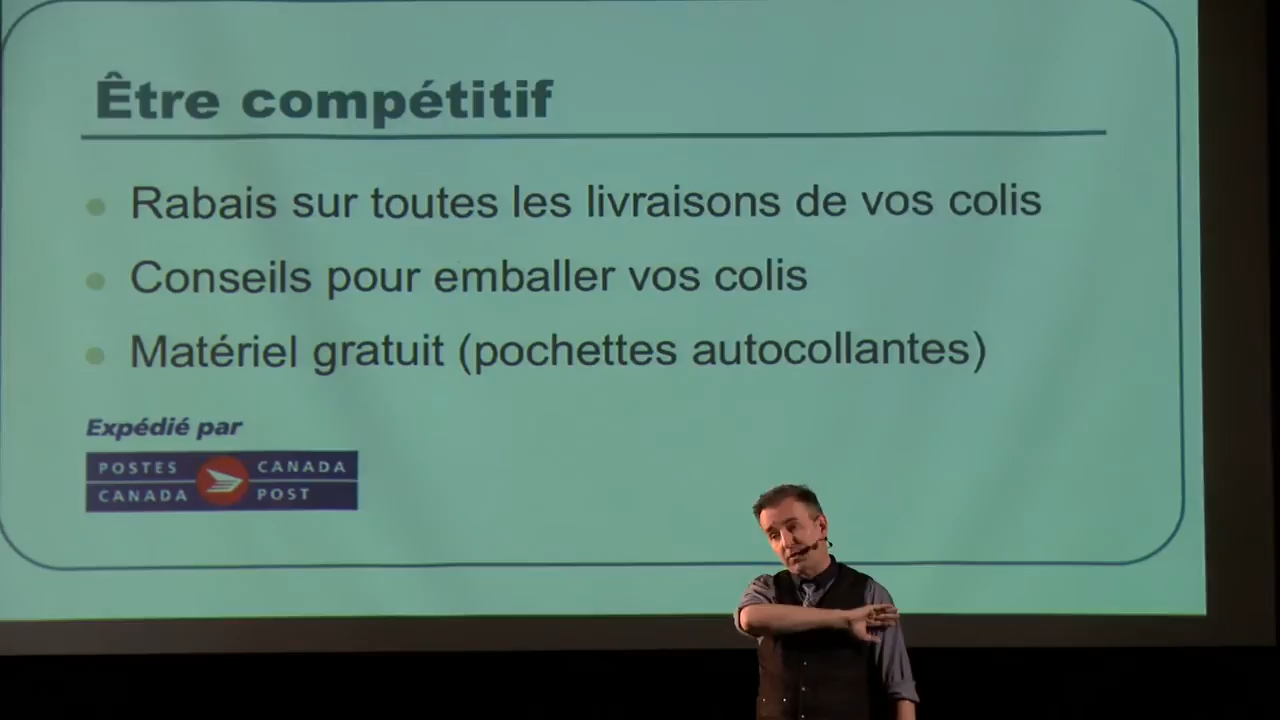 Être compétitif
Rabais sur toutes les livraisons de vos colis
Conseils pour emballer vos colis
Matériel gratuit (pochettes autocollantes)
Expédié par
POSTES CANADA
CANADA POST